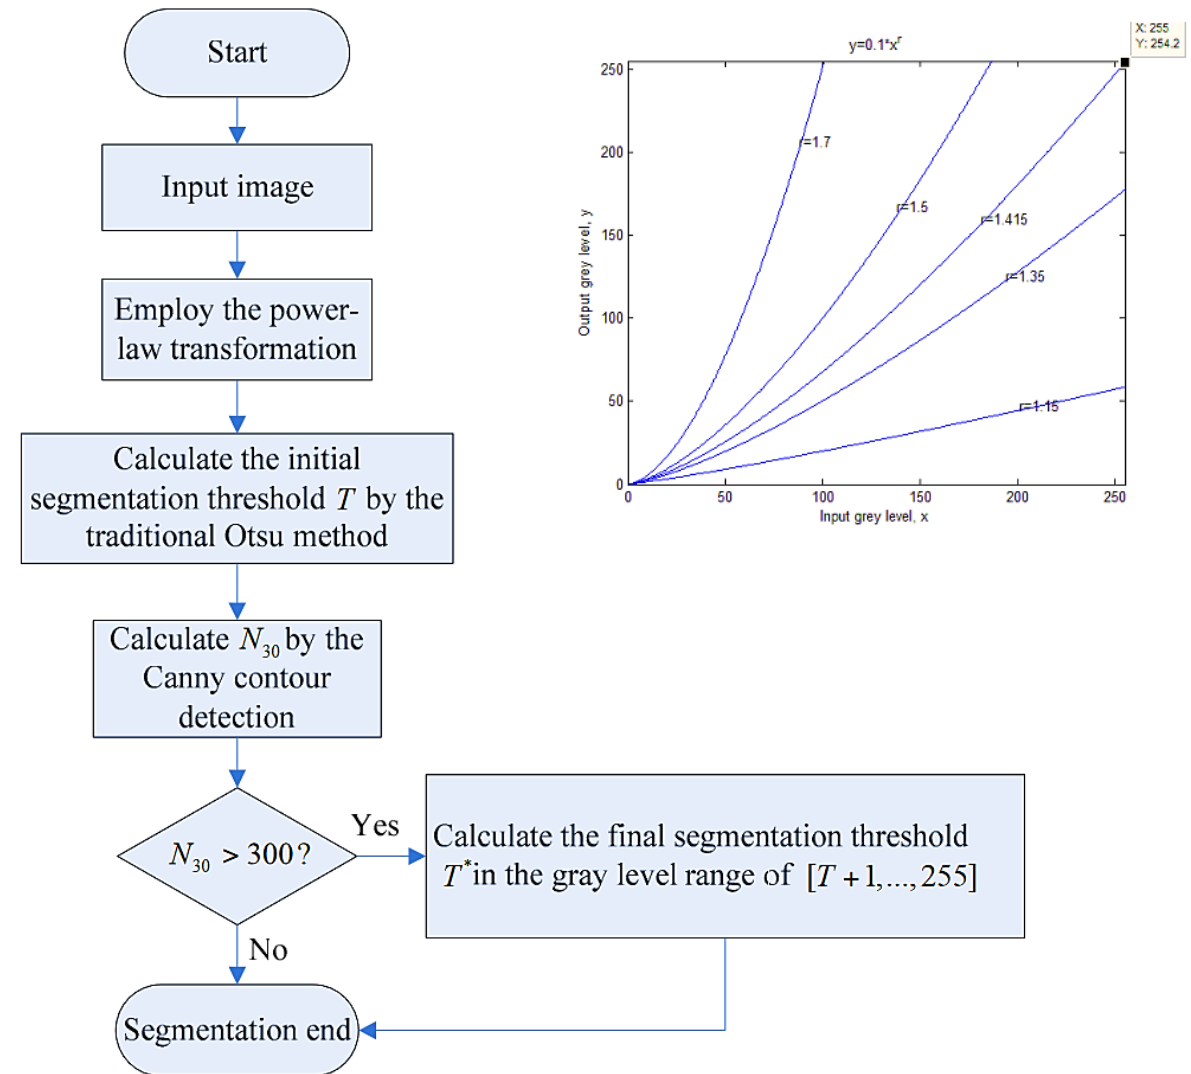 Start
Input image
Employ the power-
law transformation
Calculate the initial
segmentation threshold T by the
traditional Otsu method
Calculate N₃₀ by the
Canny contour
detection
N₃₀ > 300?
Yes
No
Calculate the final segmentation threshold
T* in the gray level range of [T + 1,..., 255]
Segmentation end
X: 255
Y: 254.2
y=0.1*xʳ
Output grey level, y
250
200
150
100
50
0
r=1.7
r=1.5
r=1.415
r=1.35
r=1.15
0 50 100 150 200 250
Input grey level, x